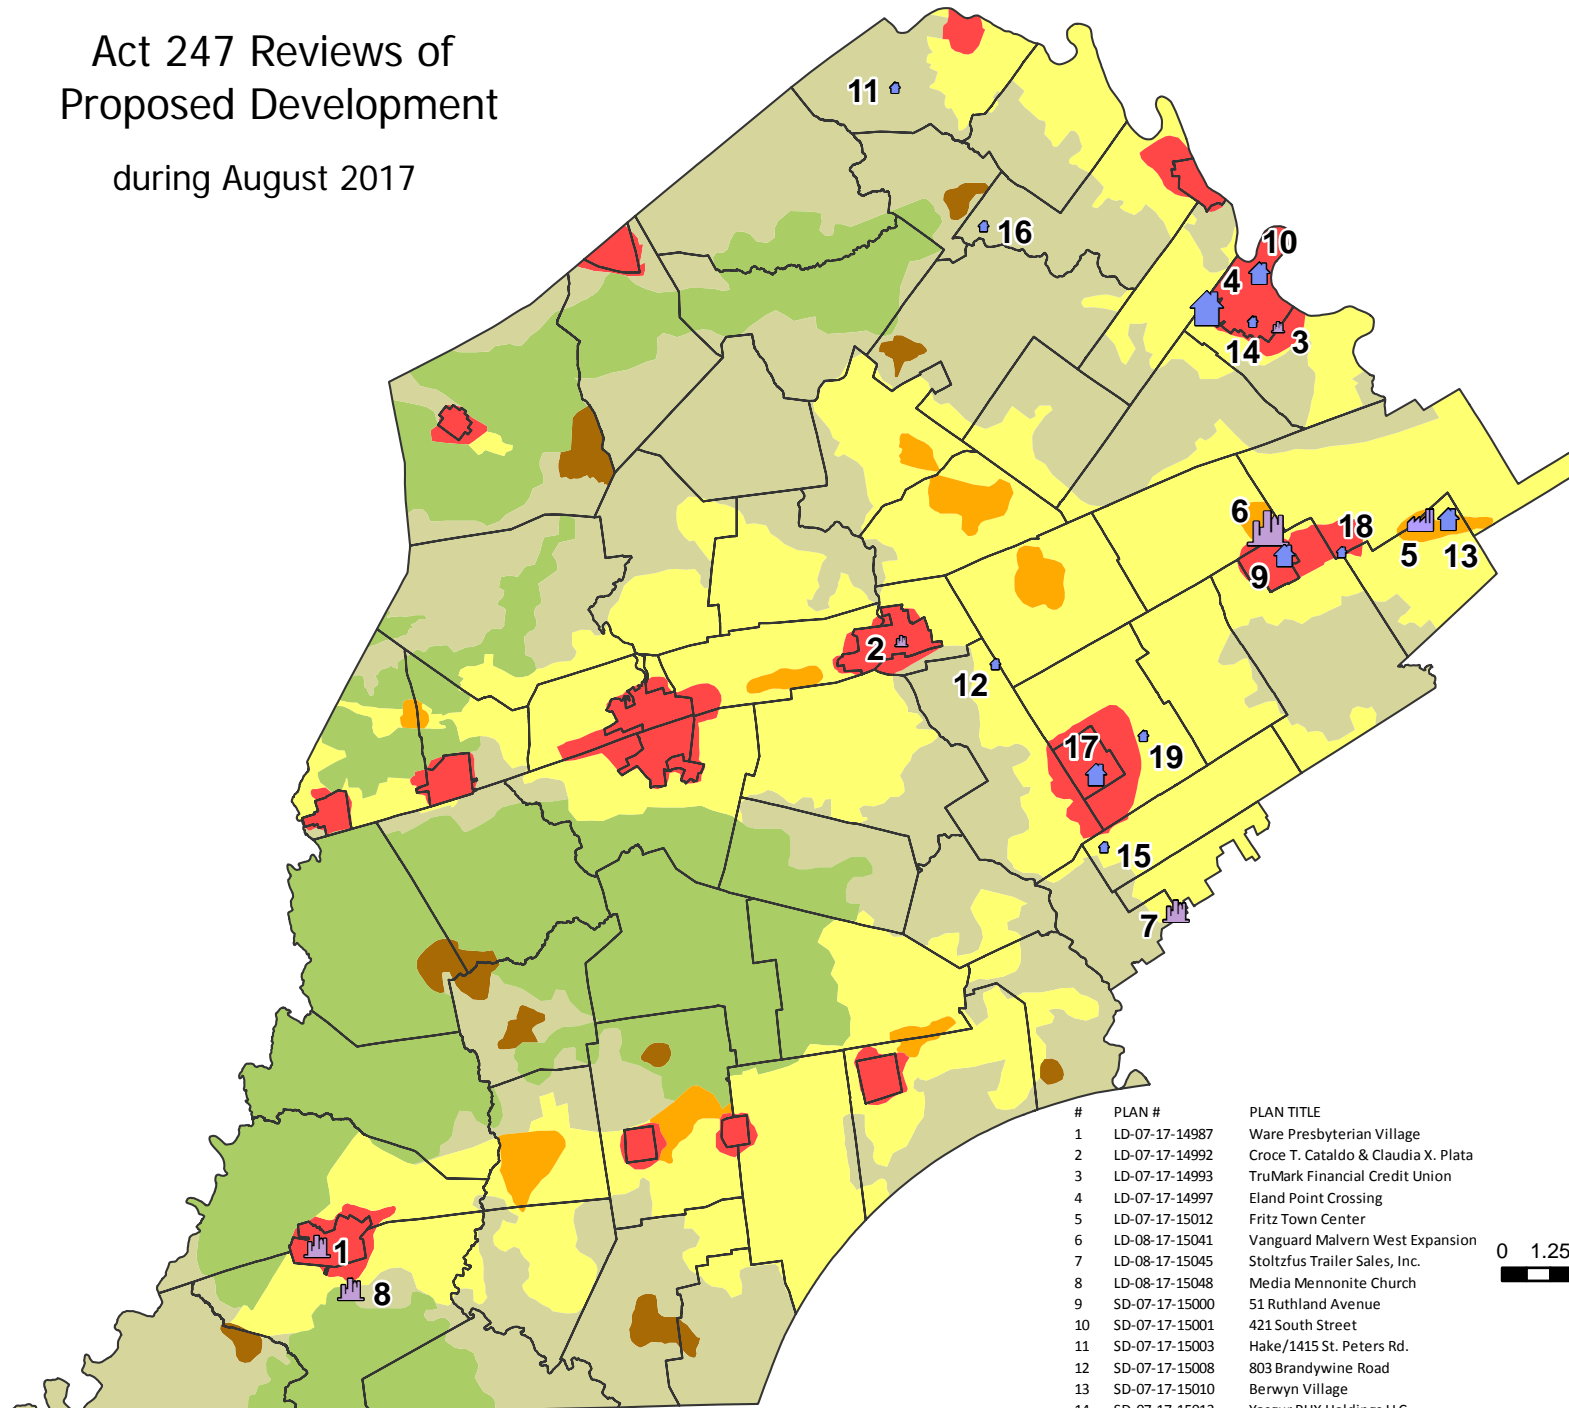 Act 247 Reviews of
Proposed Development
during August 2017
11
16
10
4
14
3
6
18
9
5
13
2
12
17
19
15
7
1
8
# PLAN # PLAN TITLE
1 LD-07-17-14987 Ware Presbyterian Village
2 LD-07-17-14992 Croce T. Cataldo & Claudia X. Plata
3 LD-07-17-14993 TruMark Financial Credit Union
4 LD-07-17-14997 Eland Point Crossing
5 LD-07-17-15012 Fritz Town Center
6 LD-08-17-15041 Vanguard Malvern West Expansion
7 LD-08-17-15045 Stoltzfus Trailer Sales, Inc.
8 LD-08-17-15048 Media Mennonite Church
9 SD-07-17-15000 51 Ruthland Avenue
10 SD-07-17-15001 421 South Street
11 SD-07-17-15003 Hake/1415 St. Peters Rd.
12 SD-07-17-15008 803 Brandywine Road
13 SD-07-17-15010 Berwyn Village
0 1.25